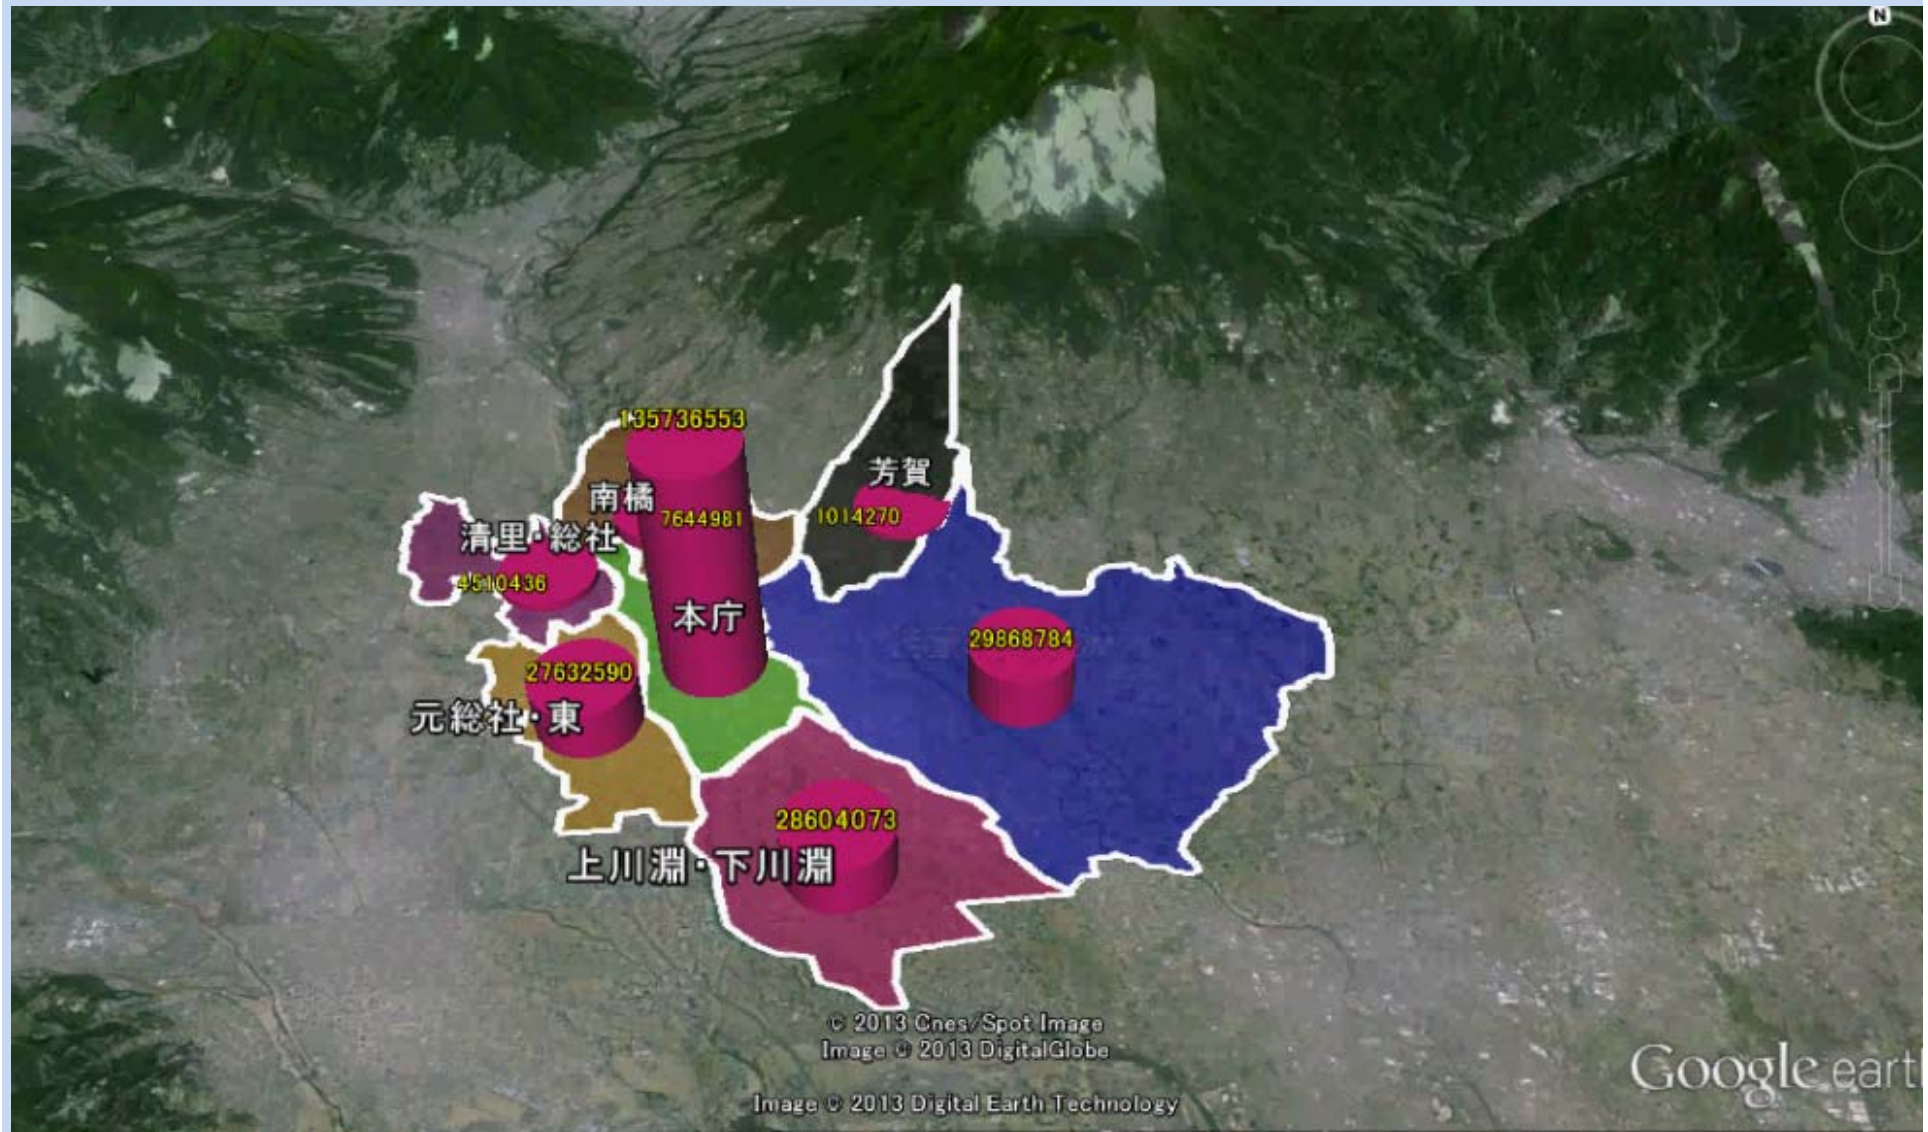 N
135736553
芳賀
南橘
7644981
1014270
清里・総社
4510436
本庁
29868784
27632590
元総社・東
28604073
上川淵・下川淵
© 2013 Cnes/Spot Image
Image © 2013 DigitalGlobe
Google earth
Image © 2013 Digital Earth Technology